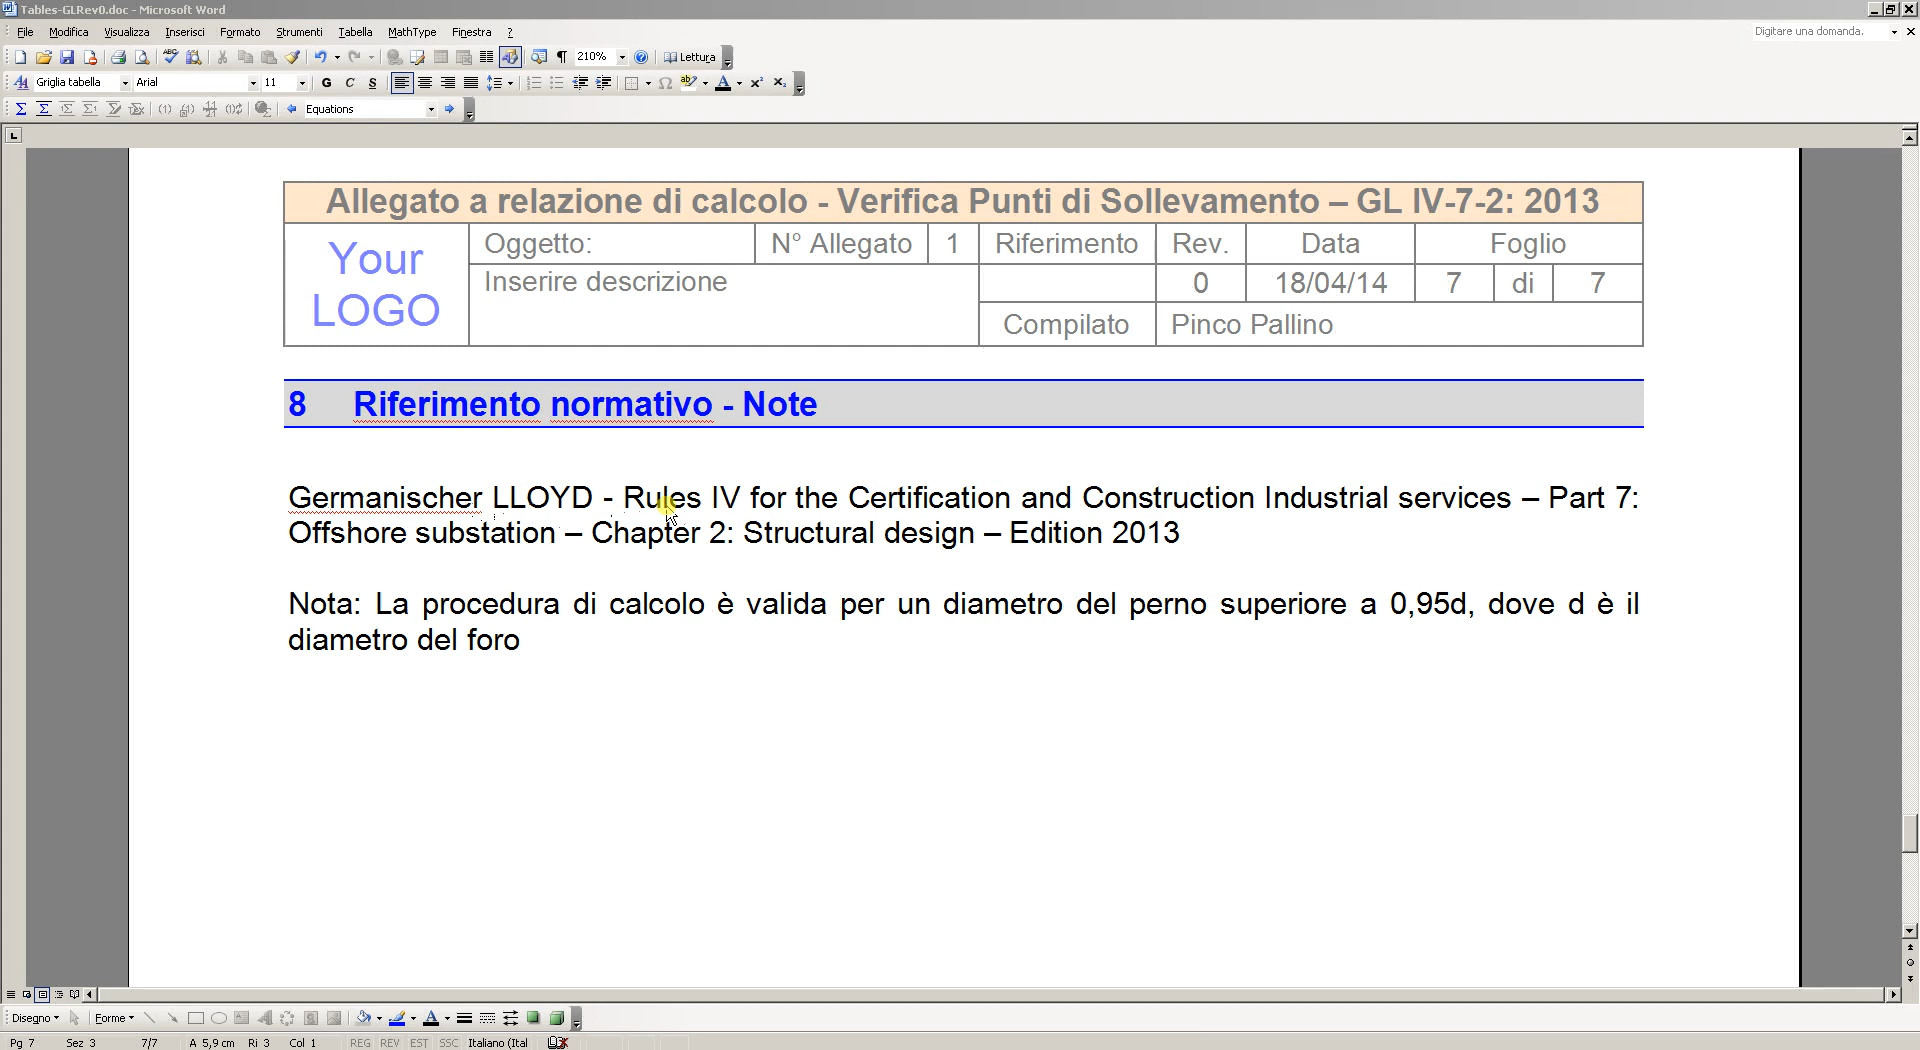 Tables-GLRev0.doc - Microsoft Word
File Modifica Visualizza Inserisci Formato Strumenti Tabella MathType Finestra ? Digitare una domanda.
210% Lettura
Griglia tabella Arial 11 G C S
Equations
Allegato a relazione di calcolo - Verifica Punti di Sollevamento – GL IV-7-2: 2013
Your LOGO
Oggetto: N° Allegato 1 Riferimento Rev. Data Foglio
Inserire descrizione 0 18/04/14 7 di 7
Compilato Pinco Pallino
8 Riferimento normativo - Note
Germanischer LLOYD - Rules IV for the Certification and Construction Industrial services – Part 7:
Offshore substation – Chapter 2: Structural design – Edition 2013
Nota: La procedura di calcolo è valida per un diametro del perno superiore a 0,95d, dove d è il
diametro del foro
Disegno Forme
Pg 7 Sez 3 7/7 A 5,9 cm Ri 3 Col 1 REG REV EST SSC Italiano (Ital